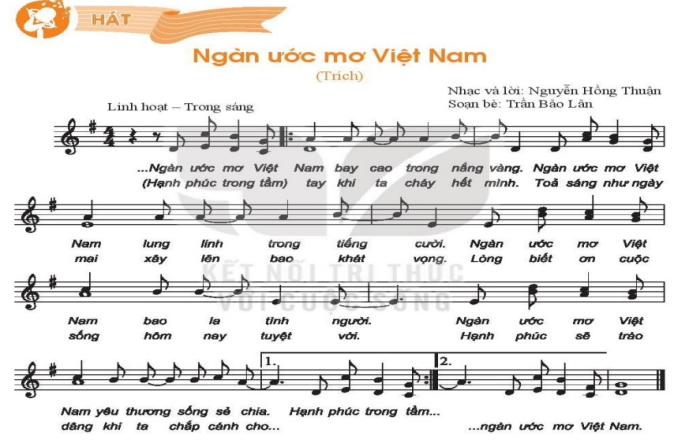 HÁT
Ngàn ước mơ Việt Nam
(Trích)
Nhạc và lời: Nguyễn Hồng Thuận
Soạn bè: Trần Bảo Lân
Linh hoạt – Trong sáng
...Ngàn ước mơ Việt Nam bay cao trong nắng vàng. Ngàn ước mơ Việt
(Hạnh phúc trong tầm) tay khi ta cháy hết mình. Toả sáng như ngày
Nam lung linh trong tiếng cười. Ngàn ước mơ Việt
mai xây lên bao khát vọng. Lòng biết ơn cuộc
KẾT NỐI TRI THỨC
VỚI CUỘC SỐNG
Nam bao la tình người. Ngàn ước mơ Việt
sống hôm nay tuyệt vời. Hạnh phúc sẽ trào
1. 2.
Nam yêu thương sống sẻ chia. Hạnh phúc trong tầm...
dâng khi ta chắp cánh cho... ...ngàn ước mơ Việt Nam.